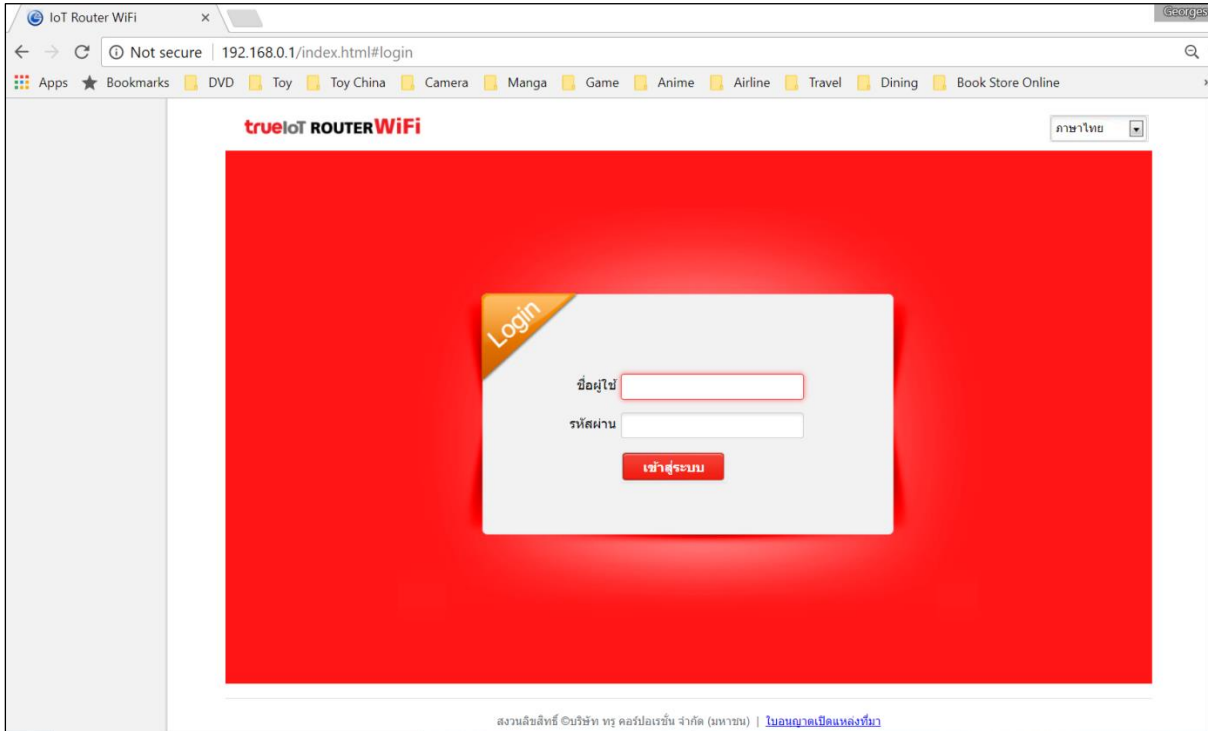 IoT Router WiFi
Georges
Not secure | 192.168.0.1/index.html#login
Apps Bookmarks DVD Toy Toy China Camera Manga Game Anime Airline Travel Dining Book Store Online
trueIoT ROUTER WiFi
ภาษาไทย
Login
ชื่อผู้ใช้
รหัสผ่าน
เข้าสู่ระบบ
สงวนลิขสิทธิ์ ©บริษัท ทรู คอร์ปอเรชั่น จำกัด (มหาชน) | ใบอนุญาตเปิดแหล่งที่มา